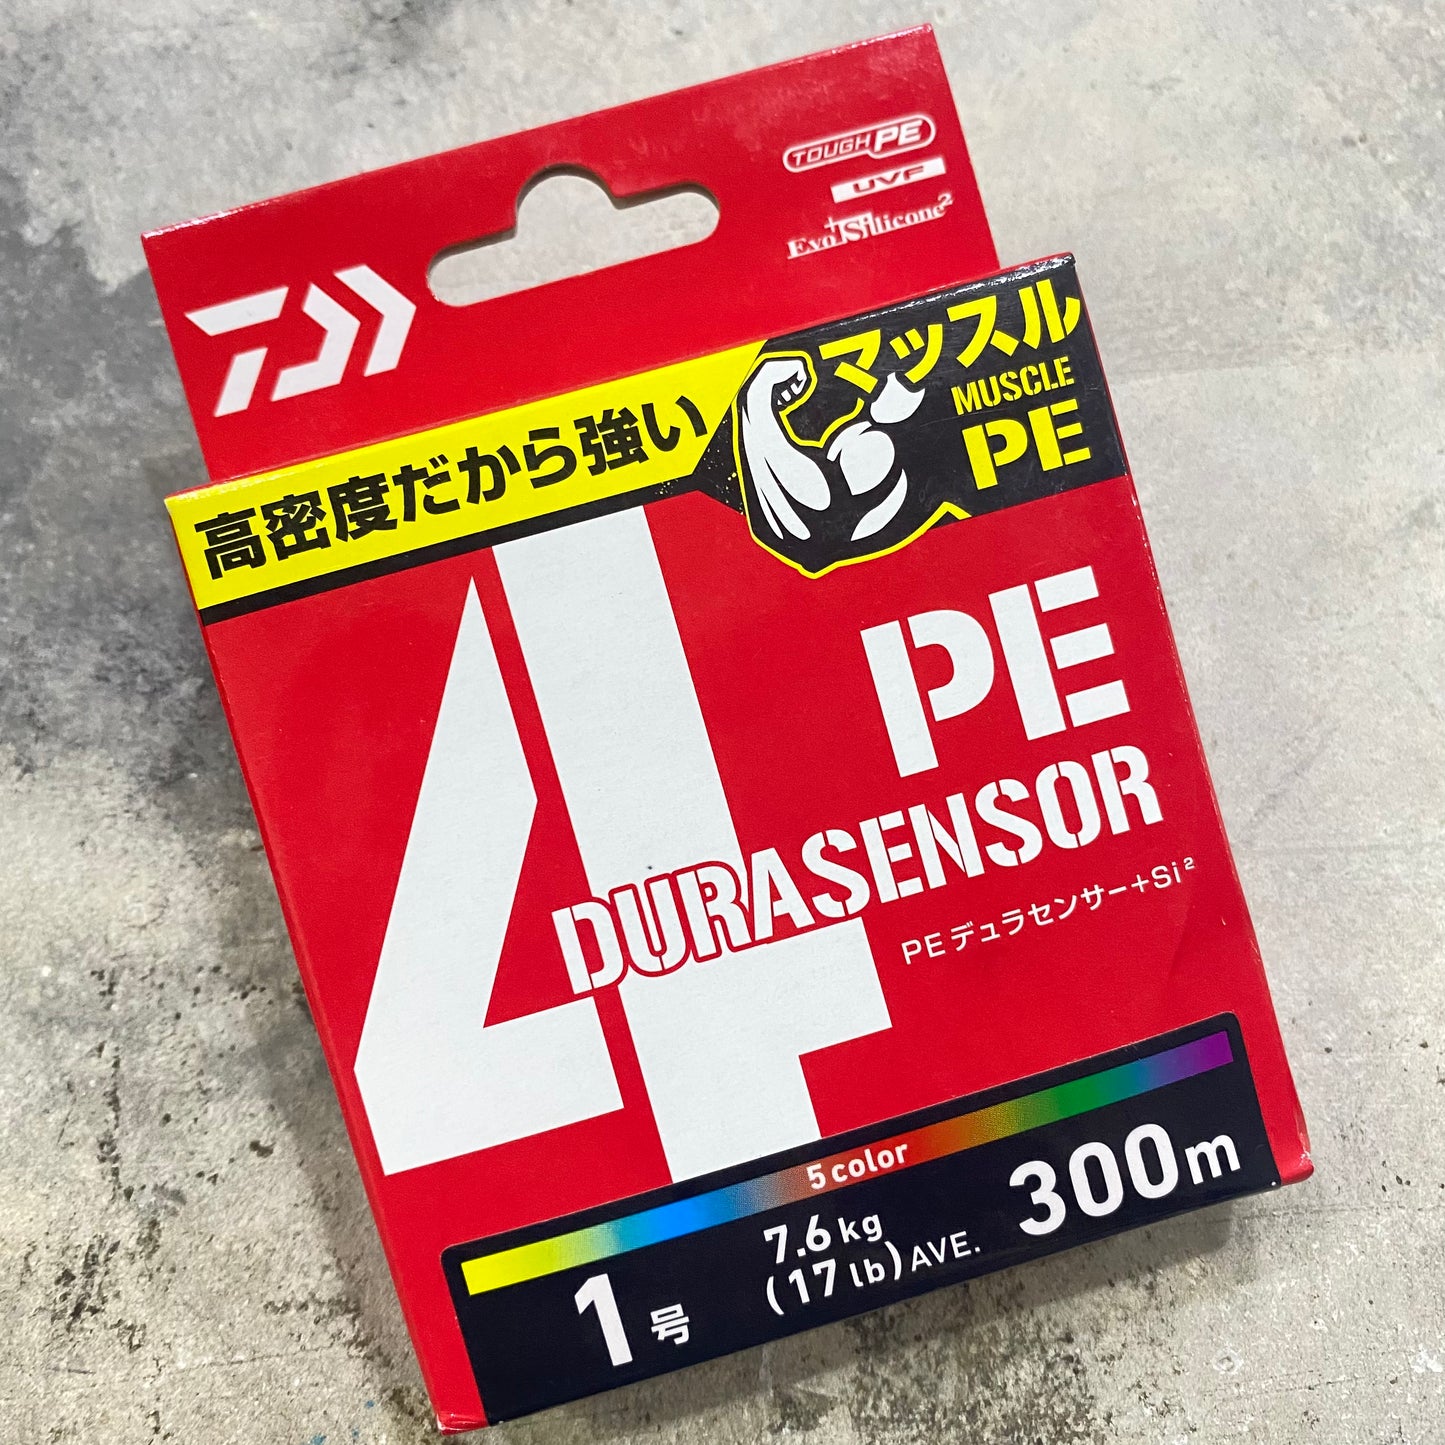 TOUGH PE
UVF
Evo+Silicone²
高密度だから強い
マッスル
MUSCLE
PE
4
PE
DURASENSOR
PEデュラセンサー+Si²
5 color
1号
7.6kg
(17 lb) AVE.
300m